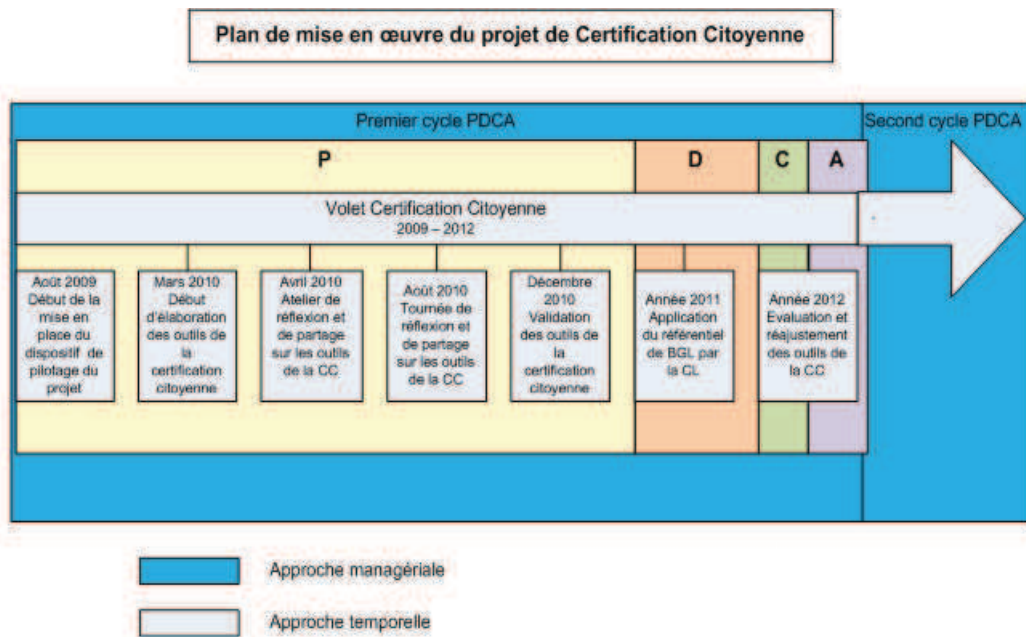 Plan de mise en œuvre du projet de Certification Citoyenne
Premier cycle PDCA
Second cycle PDCA
P
D
C
A
Volet Certification Citoyenne
2009 – 2012
Août 2009
Début de la
mise en
place du
dispositif de
pilotage du
projet
Mars 2010
Début
d'élaboration
des outils de
la
certification
citoyenne
Avril 2010
Atelier de
réflexion et
de partage
sur les outils
de la CC
Août 2010
Tournée de
réflexion et
de partage
sur les outils
de la CC
Décembre
2010
Validation
des outils de
la
certification
citoyenne
Année 2011
Application
du référentiel
de BGL par
la CL
Année 2012
Evaluation et
réajustement
des outils de
la CC
Approche managériale
Approche temporelle